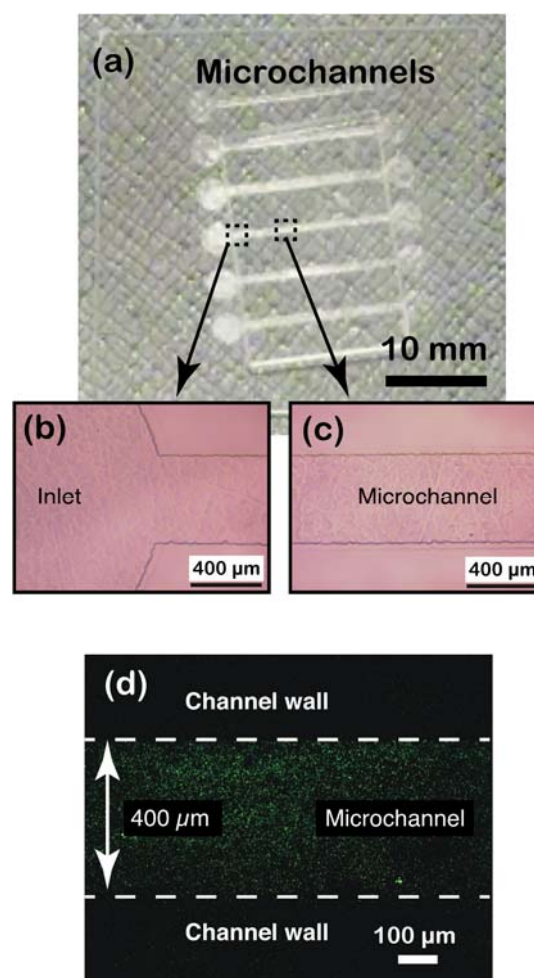 (a)
Microchannels
10 mm
(b)
Inlet
400 µm
(c)
Microchannel
400 µm
(d)
Channel wall
400 µm
Microchannel
Channel wall
100 µm